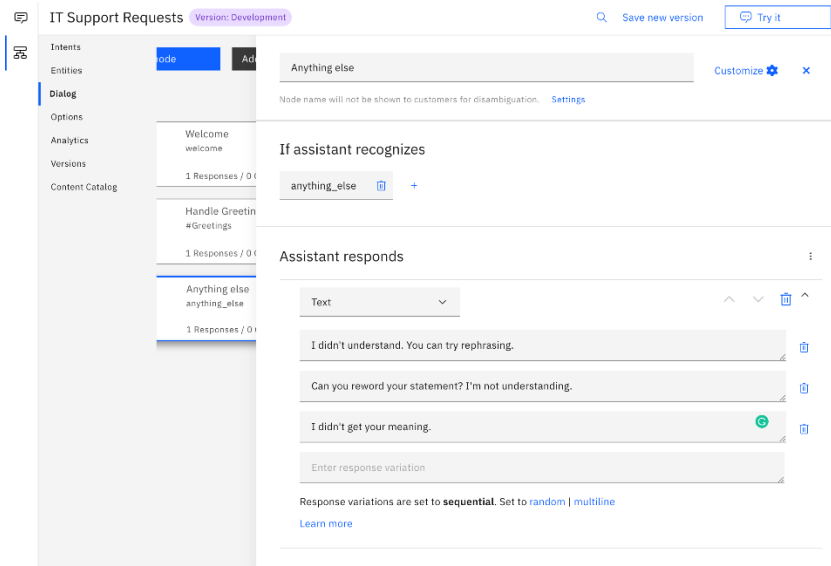 IT Support Requests Version: Development
Save new version
Try it
Intents
Entities
Dialog
Options
Analytics
Versions
Content Catalog
node
Add
Welcome
welcome
1 Responses / 0 
Handle Greetin
#Greetings
1 Responses / 0 
Anything else
anything_else
1 Responses / 0 
Anything else
Customize
Node name will not be shown to customers for disambiguation. Settings
If assistant recognizes
anything_else
+
Assistant responds
Text
I didn't understand. You can try rephrasing.
Can you reword your statement? I'm not understanding.
I didn't get your meaning.
Enter response variation
Response variations are set to sequential. Set to random | multiline
Learn more